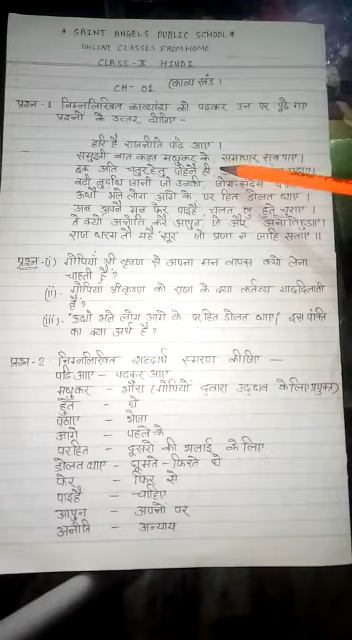 * SAINT ANGELS PUBLIC SCHOOL *
ONLINE CLASSES FROM HOME
CLASS - X HINDI
CH - 01 (काव्य खंड)
प्रश्न - 1 निम्नलिखित काव्यांश को पढ़कर उन पर पूछे गए
प्रश्नों के उत्तर दीजिए -
हरि हैं राजनीति पढ़ि आए।
समुझी बात कहत मधुकर के, समाचार सब पाए।
इक अति चतुर हुते पहिलैं ही
बढ़ी बुद्धि जानी जो उनकी, जोग-सँदेस
ऊधौ भले लोग आगे के पर हित डोलत धाए।
अब अपनै मन फेर पाइहैं, चलत जु हुते चुराए।
ते क्यों अनीति करैं आपुन, जे और अनीति छुड़ाए।
राज धरम तौ यहै 'सूर' जो प्रजा न जाहिं सताए॥
प्रश्न-(i) गोपियाँ श्री कृष्ण से अपना मन वापस क्यों लेना
चाहती हैं?
(ii) - गोपियाँ श्रीकृष्ण को राजा के क्या कर्तव्य याद दिलाती
हैं?
(iii) - 'ऊधौ भले लोग आगे के परहित डोलत धाए' इस पंक्ति
का क्या अर्थ है?
प्रश्न - 2 - निम्नलिखित शब्दार्थ स्मरण कीजिए -
पढ़ि आए - पढ़कर आए
मधुकर - भौंरा (गोपियों द्वारा उद्धव के लिए प्रयुक्त)
हुते - थे
पठाए - भेजा
आगे - पहले के
परहित - दूसरों की भलाई के लिए
डोलत धाए - घूमते-फिरते थे
फेर - फिर से
पाइहैं - चाहिए
आपुन - अपनों पर
अनीति - अन्याय